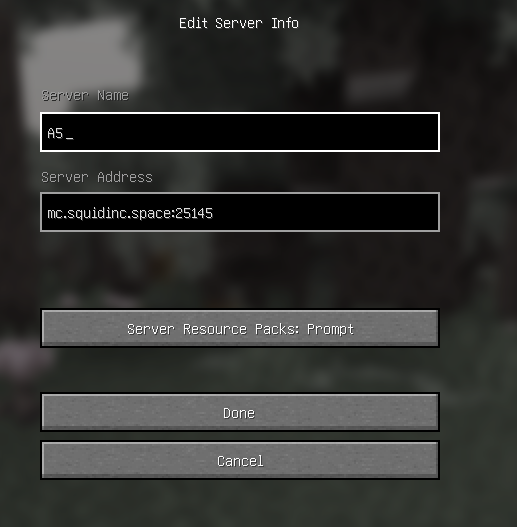 Edit Server Info
Server Name
A5_
Server Address
mc.squidinc.space:25145
Server Resource Packs: Prompt
Done
Cancel